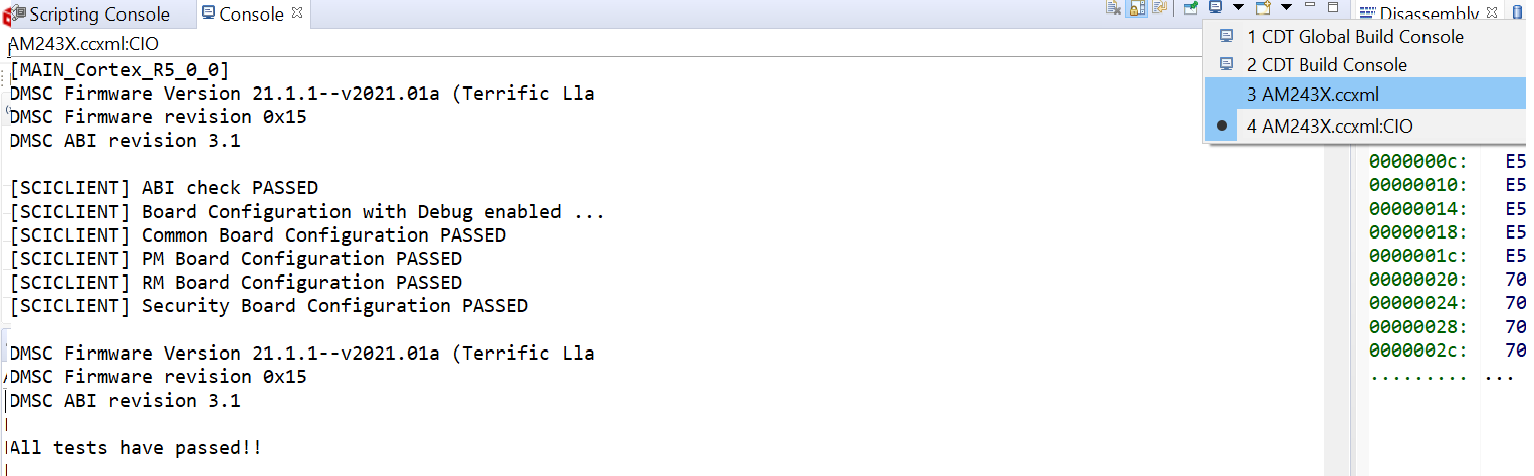 Scripting Console
Console
AM243X.ccxml:CIO
[MAIN_Cortex_R5_0_0]
DMSC Firmware Version 21.1.1--v2021.01a (Terrific Lla
DMSC Firmware revision 0x15
DMSC ABI revision 3.1
[SCICLIENT] ABI check PASSED
[SCICLIENT] Board Configuration with Debug enabled ...
[SCICLIENT] Common Board Configuration PASSED
[SCICLIENT] PM Board Configuration PASSED
[SCICLIENT] RM Board Configuration PASSED
[SCICLIENT] Security Board Configuration PASSED
DMSC Firmware Version 21.1.1--v2021.01a (Terrific Lla
DMSC Firmware revision 0x15
DMSC ABI revision 3.1
All tests have passed!!
1 CDT Global Build Console
2 CDT Build Console
3 AM243X.ccxml
4 AM243X.ccxml:CIO
Disassembly
0000000c: E5
00000010: E5
00000014: E5
00000018: E5
0000001c: E5
00000020: 70
00000024: 70
00000028: 70
0000002c: 70
......... ...